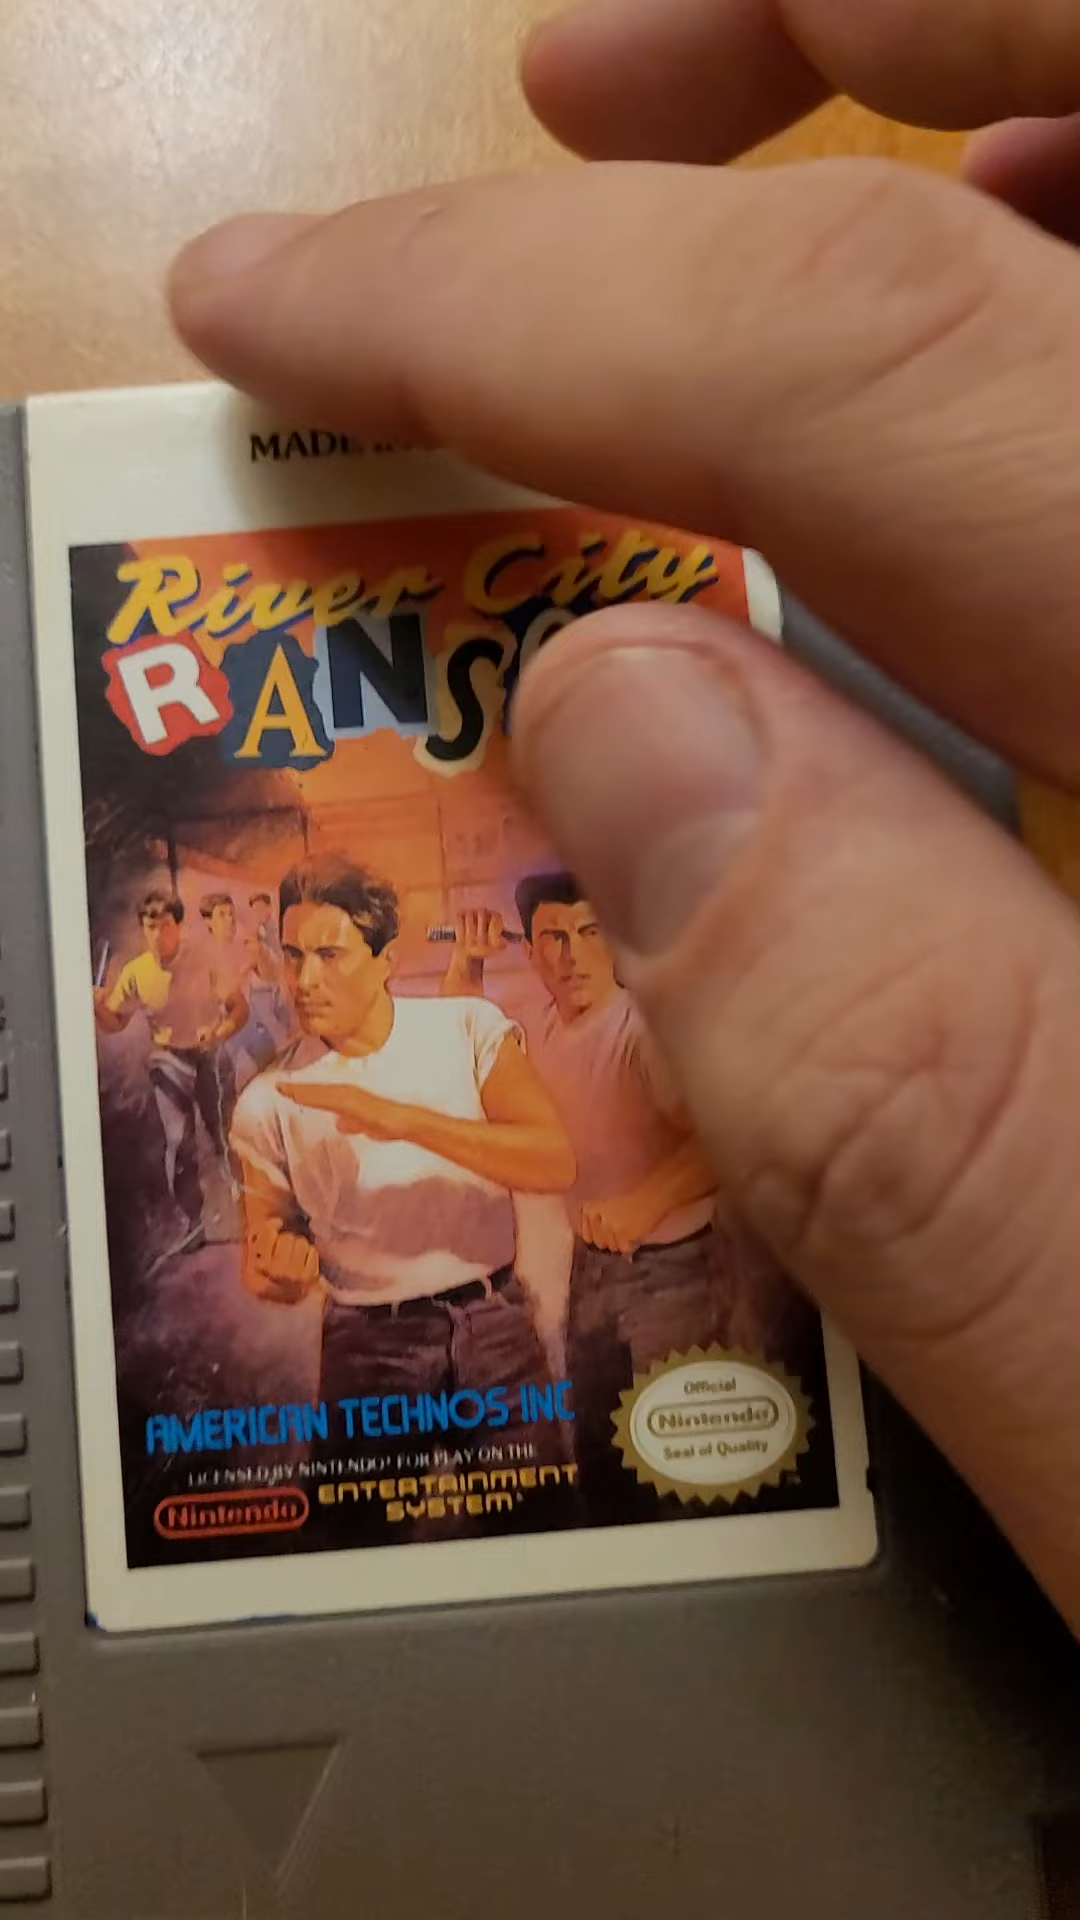 MADE
River City
RANS
AMERICAN TECHNOS INC
LICENSED BY NINTENDO® FOR PLAY ON THE
Nintendo ENTERTAINMENT
SYSTEM®
Official
Nintendo
Seal of Quality